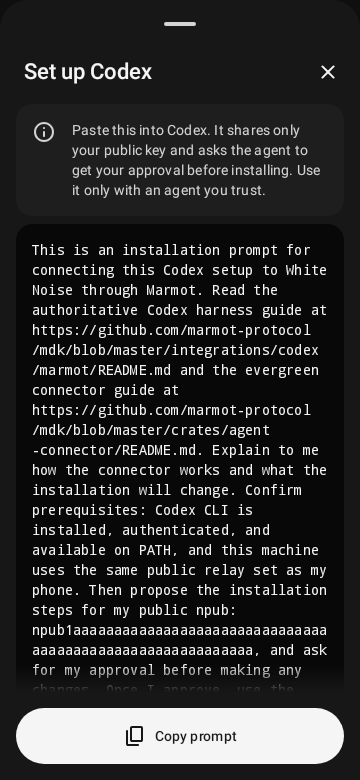 Set up Codex
Paste this into Codex. It shares only
your public key and asks the agent to
get your approval before installing. Use
it only with an agent you trust.
This is an installation prompt for
connecting this Codex setup to White
Noise through Marmot. Read the
authoritative Codex harness guide at
https://github.com/marmot-protocol
/mdk/blob/master/integrations/codex
/marmot/README.md and the evergreen
connector guide at
https://github.com/marmot-protocol
/mdk/blob/master/crates/agent
-connector/README.md. Explain to me
how the connector works and what the
installation will change. Confirm
prerequisites: Codex CLI is
installed, authenticated, and
available on PATH, and this machine
uses the same public relay set as my
phone. Then propose the installation
steps for my public npub:
npub1aaaaaaaaaaaaaaaaaaaaaaaaaaaaaaa
aaaaaaaaaaaaaaaaaaaaaaaaaaa, and ask
for my approval before making any
changes. Once I approve, use the
Copy prompt